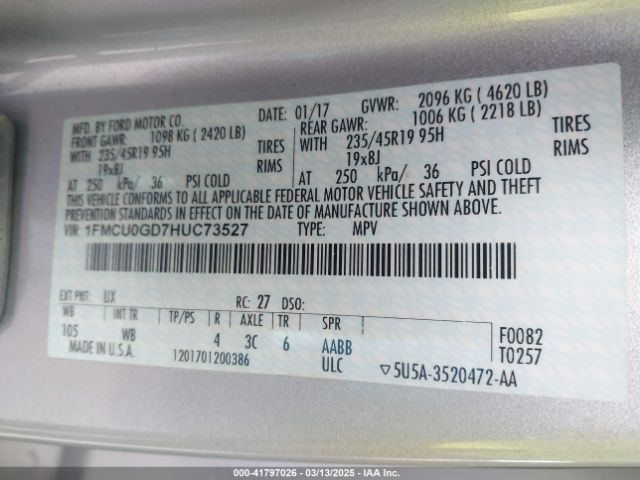 MFD. BY FORD MOTOR CO. DATE: 01/17 GVWR: 2096 KG ( 4620 LB)
FRONT GAWR: 1098 KG ( 2420 LB) REAR GAWR: 1006 KG ( 2218 LB)
WITH 235/45R19 95H TIRES WITH 235/45R19 95H TIRES
19x8J RIMS 19x8J RIMS
AT 250 kPa/ 36 PSI COLD AT 250 kPa/ 36 PSI COLD
THIS VEHICLE CONFORMS TO ALL APPLICABLE FEDERAL MOTOR VEHICLE SAFETY AND THEFT
PREVENTION STANDARDS IN EFFECT ON THE DATE OF MANUFACTURE SHOWN ABOVE.
VIN: 1FMCU0GD7HUC73527 TYPE: MPV
EXT PNT: UX RC: 27 DSO:
WB INT TR TP/PS R AXLE TR SPR F0082
105 WB 4 3C 6 AABB T0257
MADE IN U.S.A. 1201701200386 ULC ▽5U5A-3520472-AA
000-41797026 - 03/13/2025 - IAA Inc.